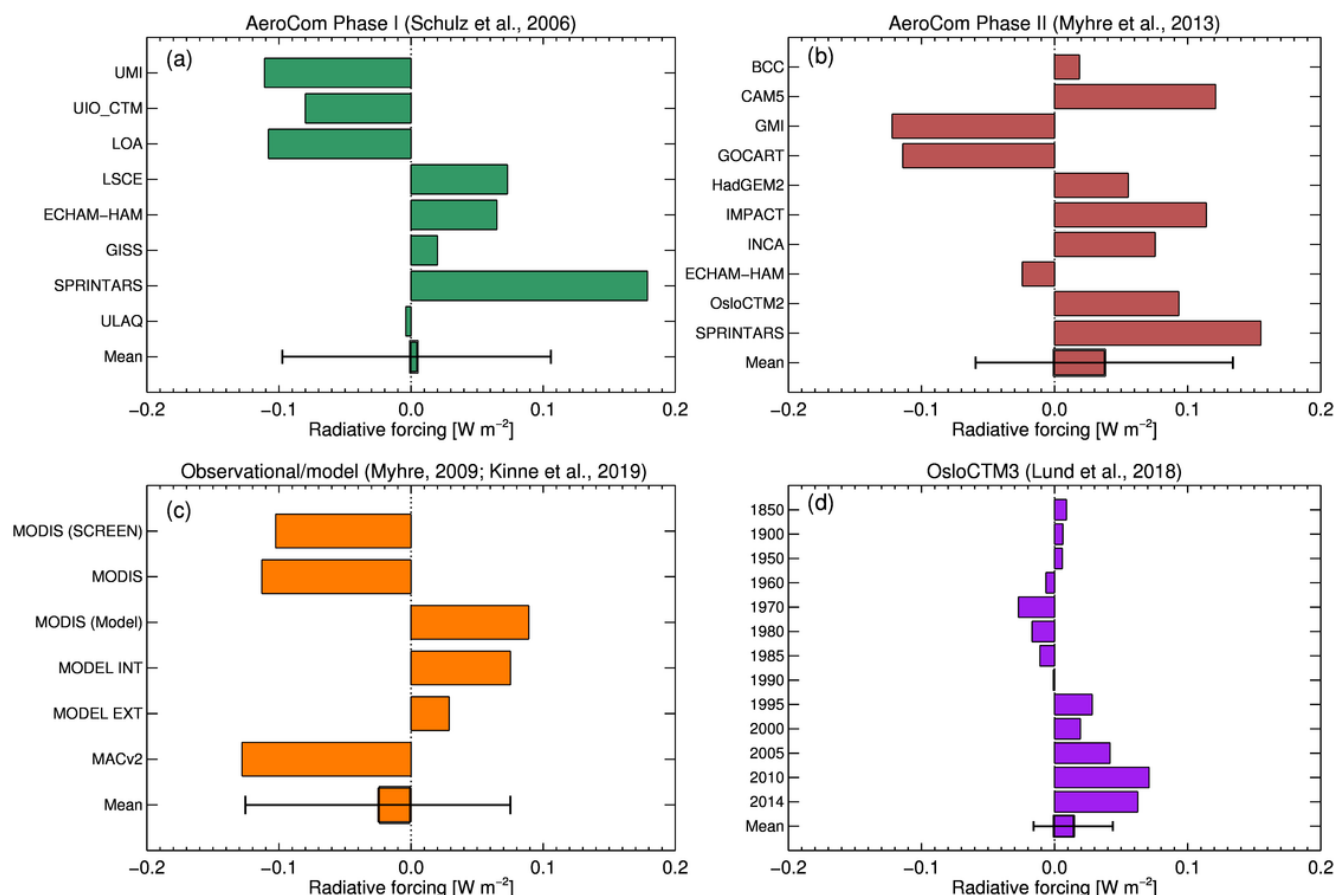 AeroCom Phase I (Schulz et al., 2006)
(a)
UMI
UIO_CTM
LOA
LSCE
ECHAM−HAM
GISS
SPRINTARS
ULAQ
Mean
−0.2 −0.1 0.0 0.1 0.2
Radiative forcing [W m⁻²]
AeroCom Phase II (Myhre et al., 2013)
(b)
BCC
CAM5
GMI
GOCART
HadGEM2
IMPACT
INCA
ECHAM−HAM
OsloCTM2
SPRINTARS
Mean
−0.2 −0.1 0.0 0.1 0.2
Radiative forcing [W m⁻²]
Observational/model (Myhre, 2009; Kinne et al., 2019)
(c)
MODIS (SCREEN)
MODIS
MODIS (Model)
MODEL INT
MODEL EXT
MACv2
Mean
−0.2 −0.1 0.0 0.1 0.2
Radiative forcing [W m⁻²]
OsloCTM3 (Lund et al., 2018)
(d)
1850
1900
1950
1960
1970
1980
1985
1990
1995
2000
2005
2010
2014
Mean
−0.2 −0.1 0.0 0.1 0.2
Radiative forcing [W m⁻²]